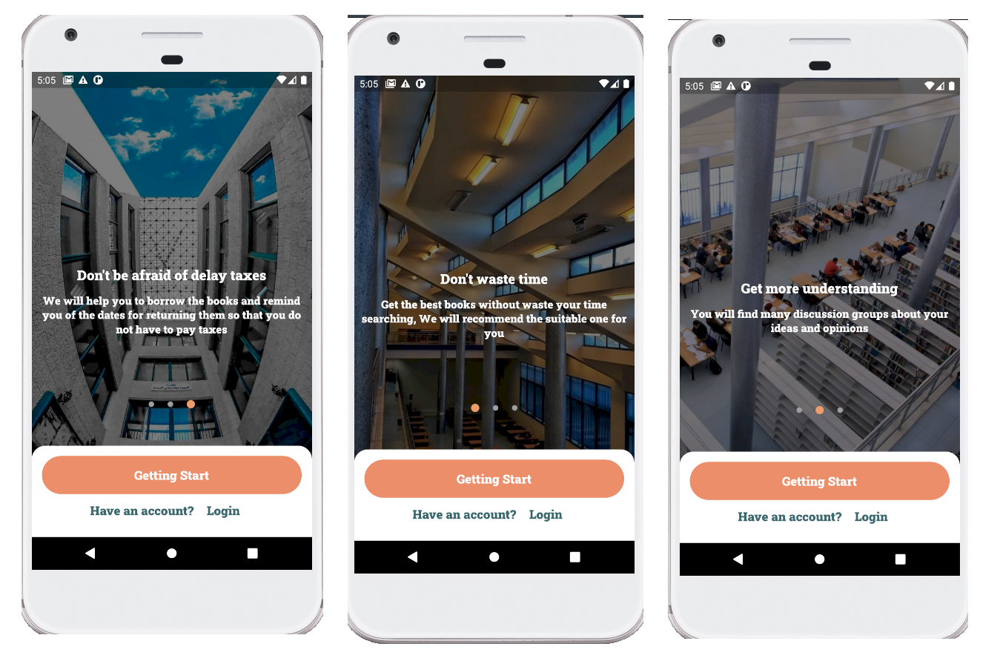 5:05
Don't be afraid of delay taxes
We will help you to borrow the books and remind
you of the dates for returning them so that you do
not have to pay taxes
Getting Start
Have an account? Login
5:05
Don't waste time
Get the best books without waste your time
searching, We will recommend the suitable one for
you
Getting Start
Have an account? Login
5:05
Get more understanding
You will find many discussion groups about your
ideas and opinions
Getting Start
Have an account? Login